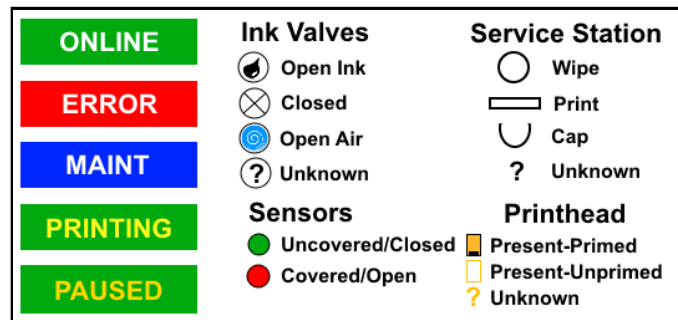 ONLINE
ERROR
MAINT
PRINTING
PAUSED
Ink Valves
Open Ink
Closed
Open Air
? Unknown
Sensors
Uncovered/Closed
Covered/Open
Service Station
Wipe
Print
Cap
? Unknown
Printhead
Present-Primed
Present-Unprimed
? Unknown